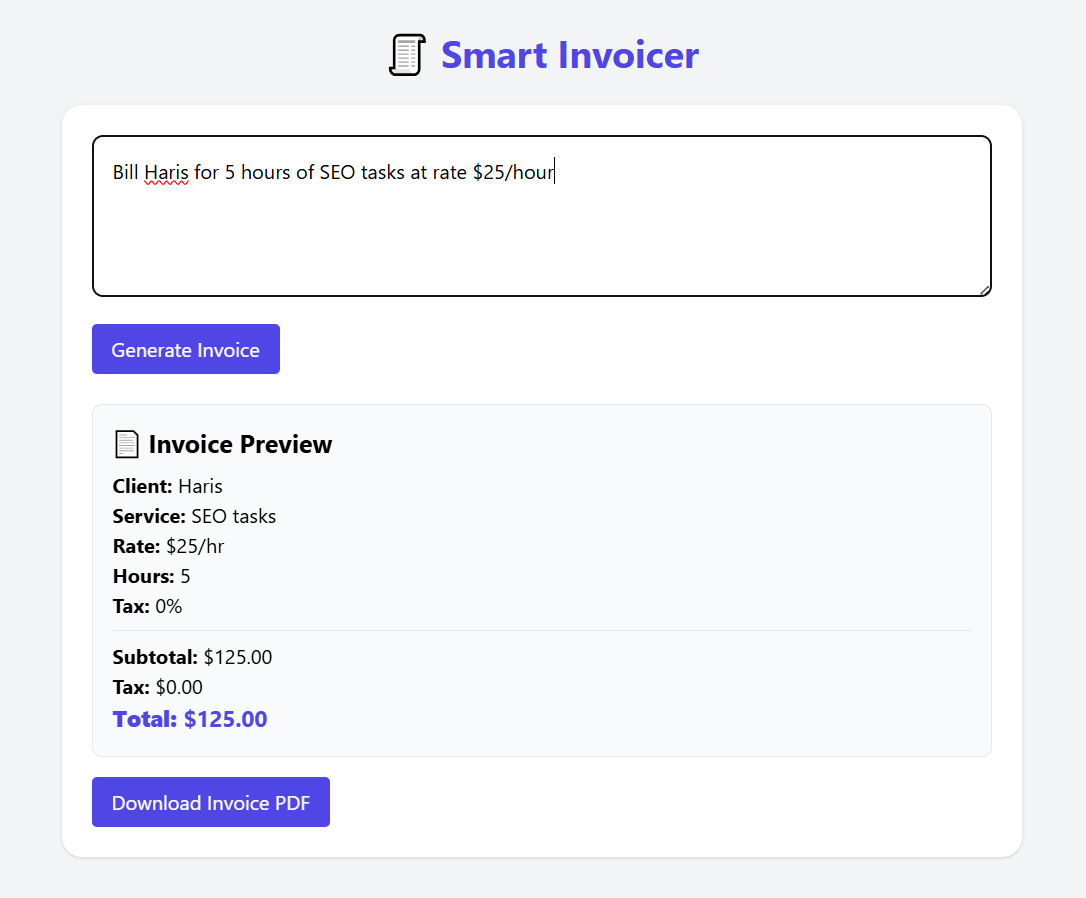 Smart Invoicer
Bill Haris for 5 hours of SEO tasks at rate $25/hour
Generate Invoice
Invoice Preview
Client: Haris
Service: SEO tasks
Rate: $25/hr
Hours: 5
Tax: 0%
Subtotal: $125.00
Tax: $0.00
Total: $125.00
Download Invoice PDF